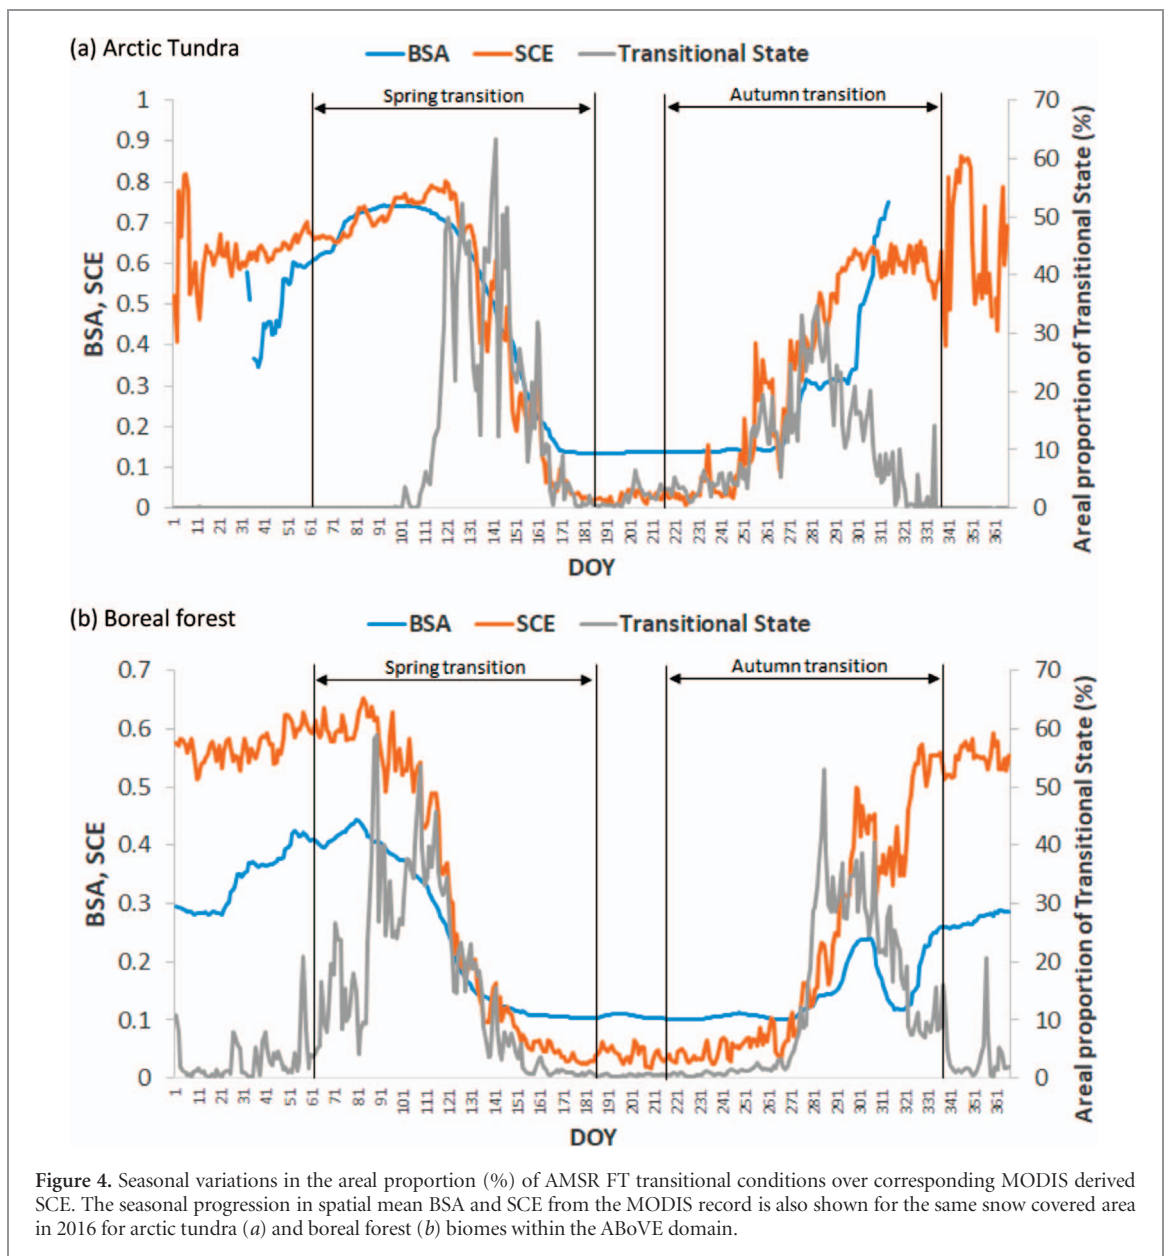 (a) Arctic Tundra
BSA SCE Transitional State
Spring transition Autumn transition
1
0.9
0.8
0.7
0.6
0.5
0.4
0.3
0.2
0.1
0
BSA, SCE
70
60
50
40
30
20
10
0
Areal proportion of Transitional State (%)
1 11 21 31 41 51 61 71 81 91 101 111 121 131 141 151 161 171 181 191 201 211 221 231 241 251 261 271 281 291 301 311 321 331 341 351 361
DOY
(b) Boreal forest
BSA SCE Transitional State
Spring transition Autumn transition
0.7
0.6
0.5
0.4
0.3
0.2
0.1
0
BSA, SCE
70
60
50
40
30
20
10
0
Areal proportion of Transitional State (%)
1 11 21 31 41 51 61 71 81 91 101 111 121 131 141 151 161 171 181 191 201 211 221 231 241 251 261 271 281 291 301 311 321 331 341 351 361
DOY
Figure 4. Seasonal variations in the areal proportion (%) of AMSR FT transitional conditions over corresponding MODIS derived
SCE. The seasonal progression in spatial mean BSA and SCE from the MODIS record is also shown for the same snow covered area
in 2016 for arctic tundra (a) and boreal forest (b) biomes within the ABoVE domain.